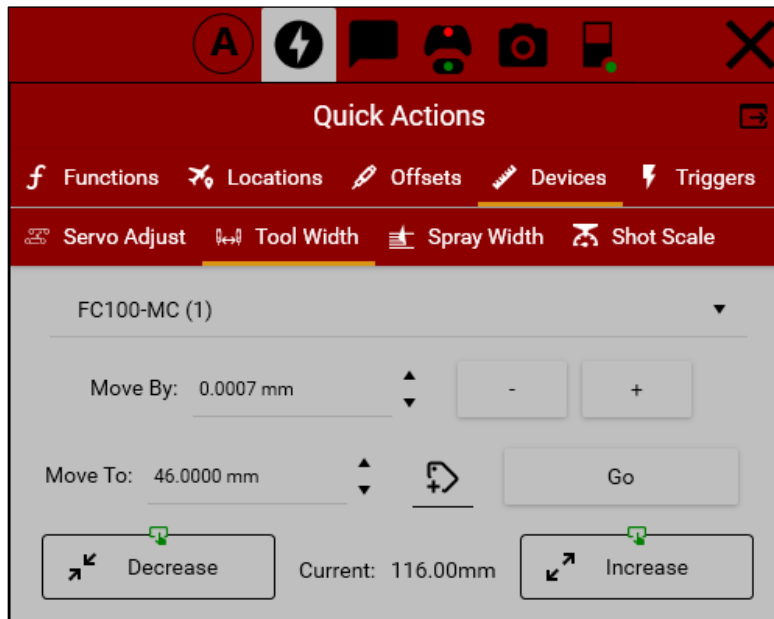 A
Quick Actions
Functions Locations Offsets Devices Triggers
Servo Adjust Tool Width Spray Width Shot Scale
FC100-MC (1)
Move By: 0.0007 mm - +
Move To: 46.0000 mm Go
Decrease Current: 116.00mm Increase